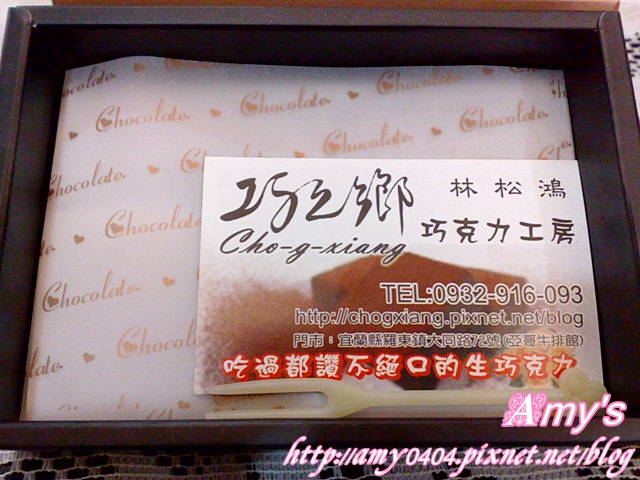 Chocolate
Chocolate
Chocolate
Chocolate
Chocolate
Chocolate
Chocolate
巧之鄉
Cho-g-xiang
林松鴻
巧克力工房
TEL:0932-916-093
http://chogxiang.pixnet.net/blog
門市：宜蘭縣羅東鎮大同路72號(亞哥牛排館)
吃過都讚不絕口的生巧克力
Amy's
http://amy0404.pixnet.net/blog